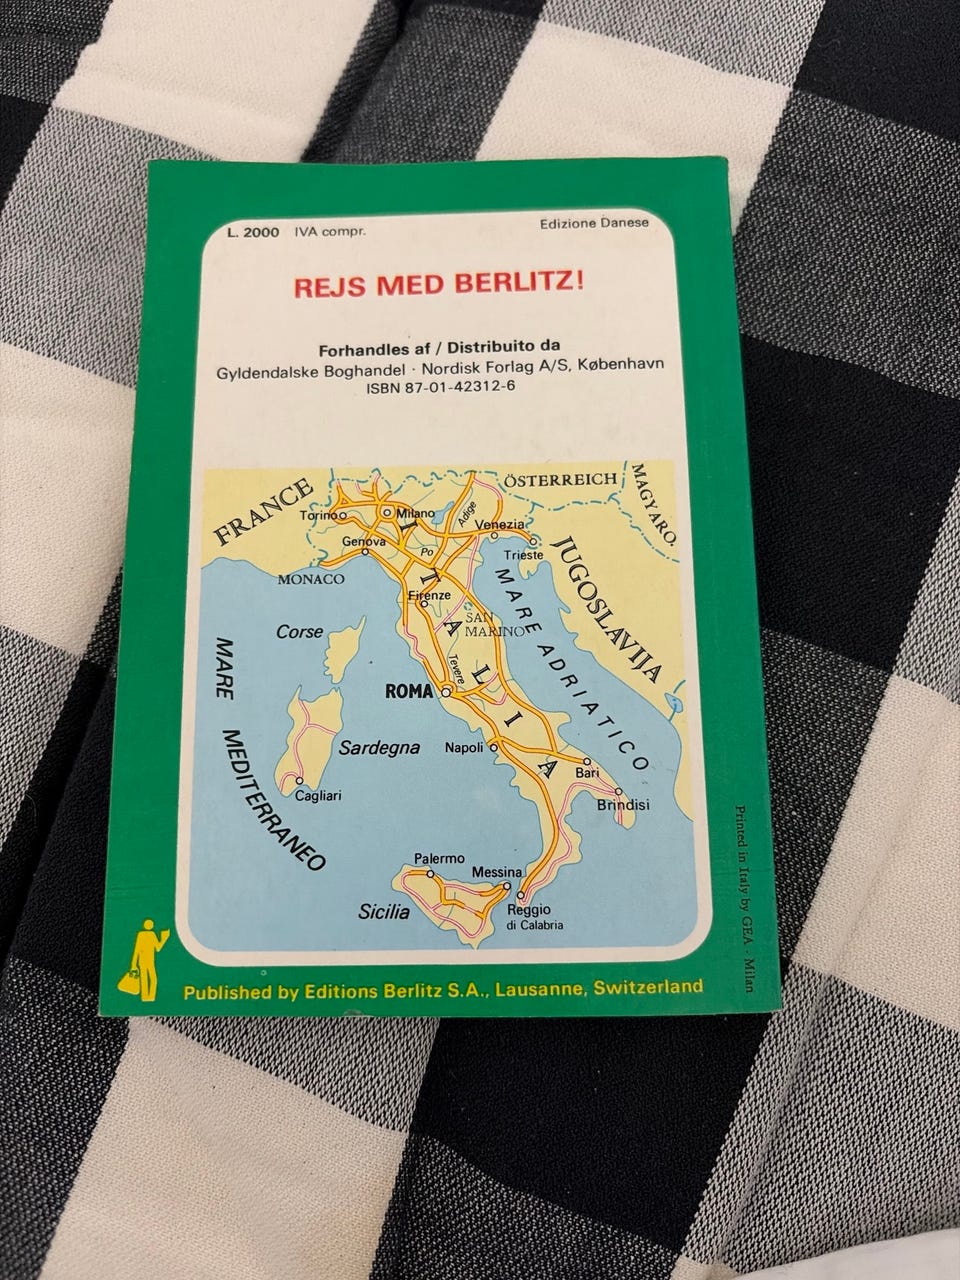 L. 2000 IVA compr. Edizione Danese
REJS MED BERLITZ!
Forhandles af / Distribuito da
Gyldendalske Boghandel · Nordisk Forlag A/S, København
ISBN 87-01-42312-6
FRANCE
ÖSTERREICH
MAGYARO.
Torino
Milano
Adige
Venezia
Trieste
Genova
Po
MONACO
JUGOSLAVIJA
Firenze
SAN
MARINO
ITALIA
MARE ADRIATICO
Corse
Tevere
MARE MEDITERRANEO
ROMA
Sardegna
Napoli
Bari
Cagliari
Brindisi
Palermo
Messina
Sicilia
Reggio
di Calabria
Printed in Italy by GEA - Milan
Published by Editions Berlitz S.A., Lausanne, Switzerland